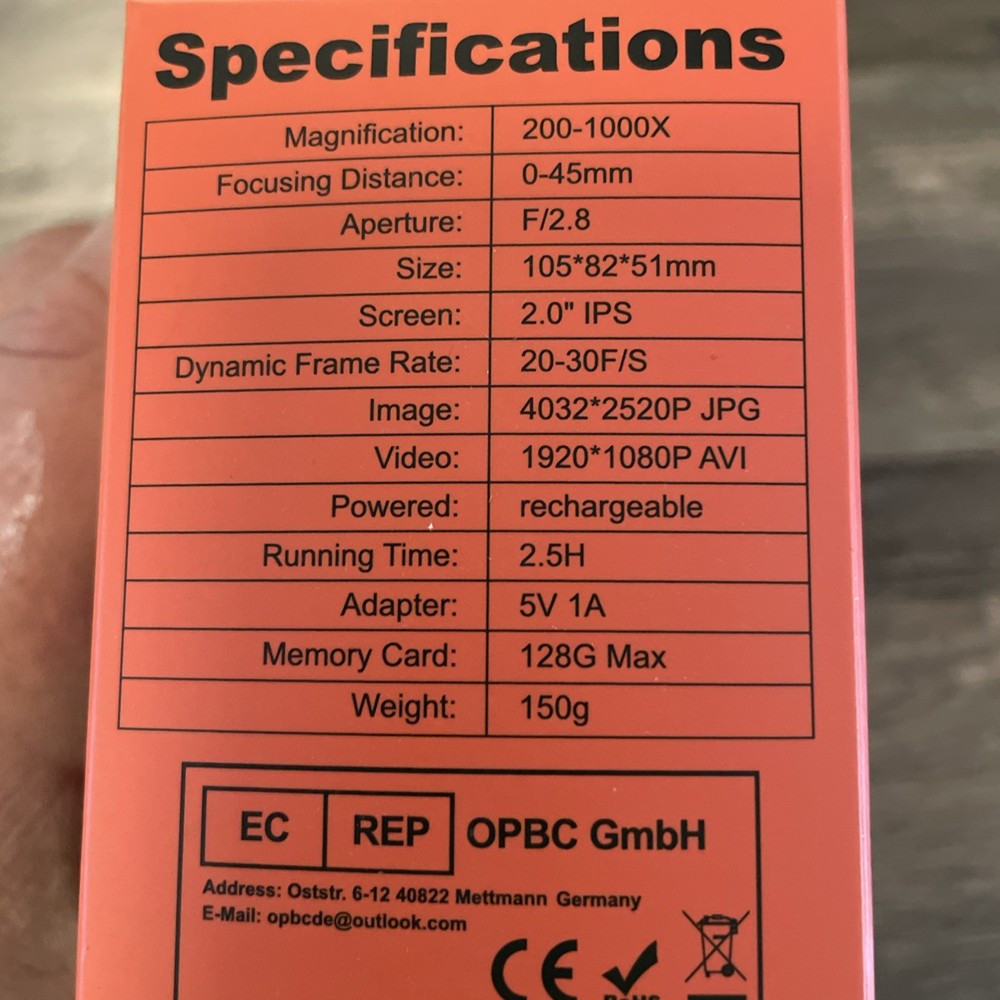 Specifications
Magnification: 200-1000X
Focusing Distance: 0-45mm
Aperture: F/2.8
Size: 105*82*51mm
Screen: 2.0" IPS
Dynamic Frame Rate: 20-30F/S
Image: 4032*2520P JPG
Video: 1920*1080P AVI
Powered: rechargeable
Running Time: 2.5H
Adapter: 5V 1A
Memory Card: 128G Max
Weight: 150g
EC REP OPBC GmbH
Address: Oststr. 6-12 40822 Mettmann Germany
E-Mail: opbcde@outlook.com
CE
RoHS